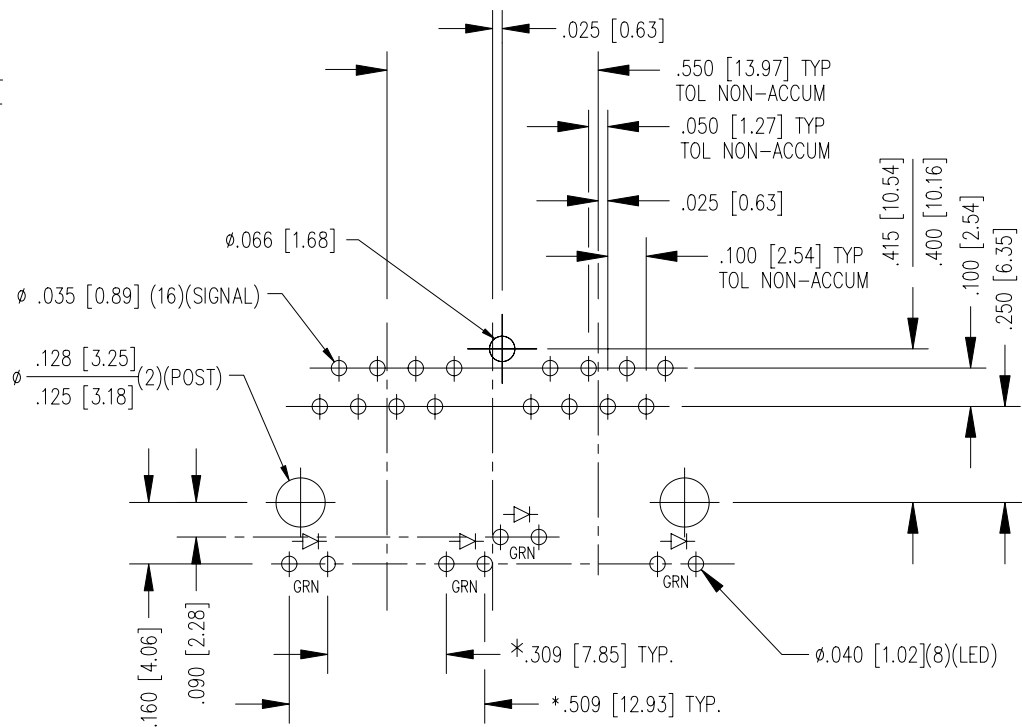 .025 [0.63]
.550 [13.97] TYP
TOL NON-ACCUM
.050 [1.27] TYP
TOL NON-ACCUM
.025 [0.63]
.100 [2.54] TYP
TOL NON-ACCUM
.415 [10.54]
.400 [10.16]
.100 [2.54]
.250 [6.35]
ø.066 [1.68]
ø .035 [0.89] (16)(SIGNAL)
ø .128 [3.25]
.125 [3.18] (2)(POST)
GRN
GRN
GRN
GRN
.160 [4.06]
.090 [2.28]
*.309 [7.85] TYP.
*.509 [12.93] TYP.
ø.040 [1.02](8)(LED)